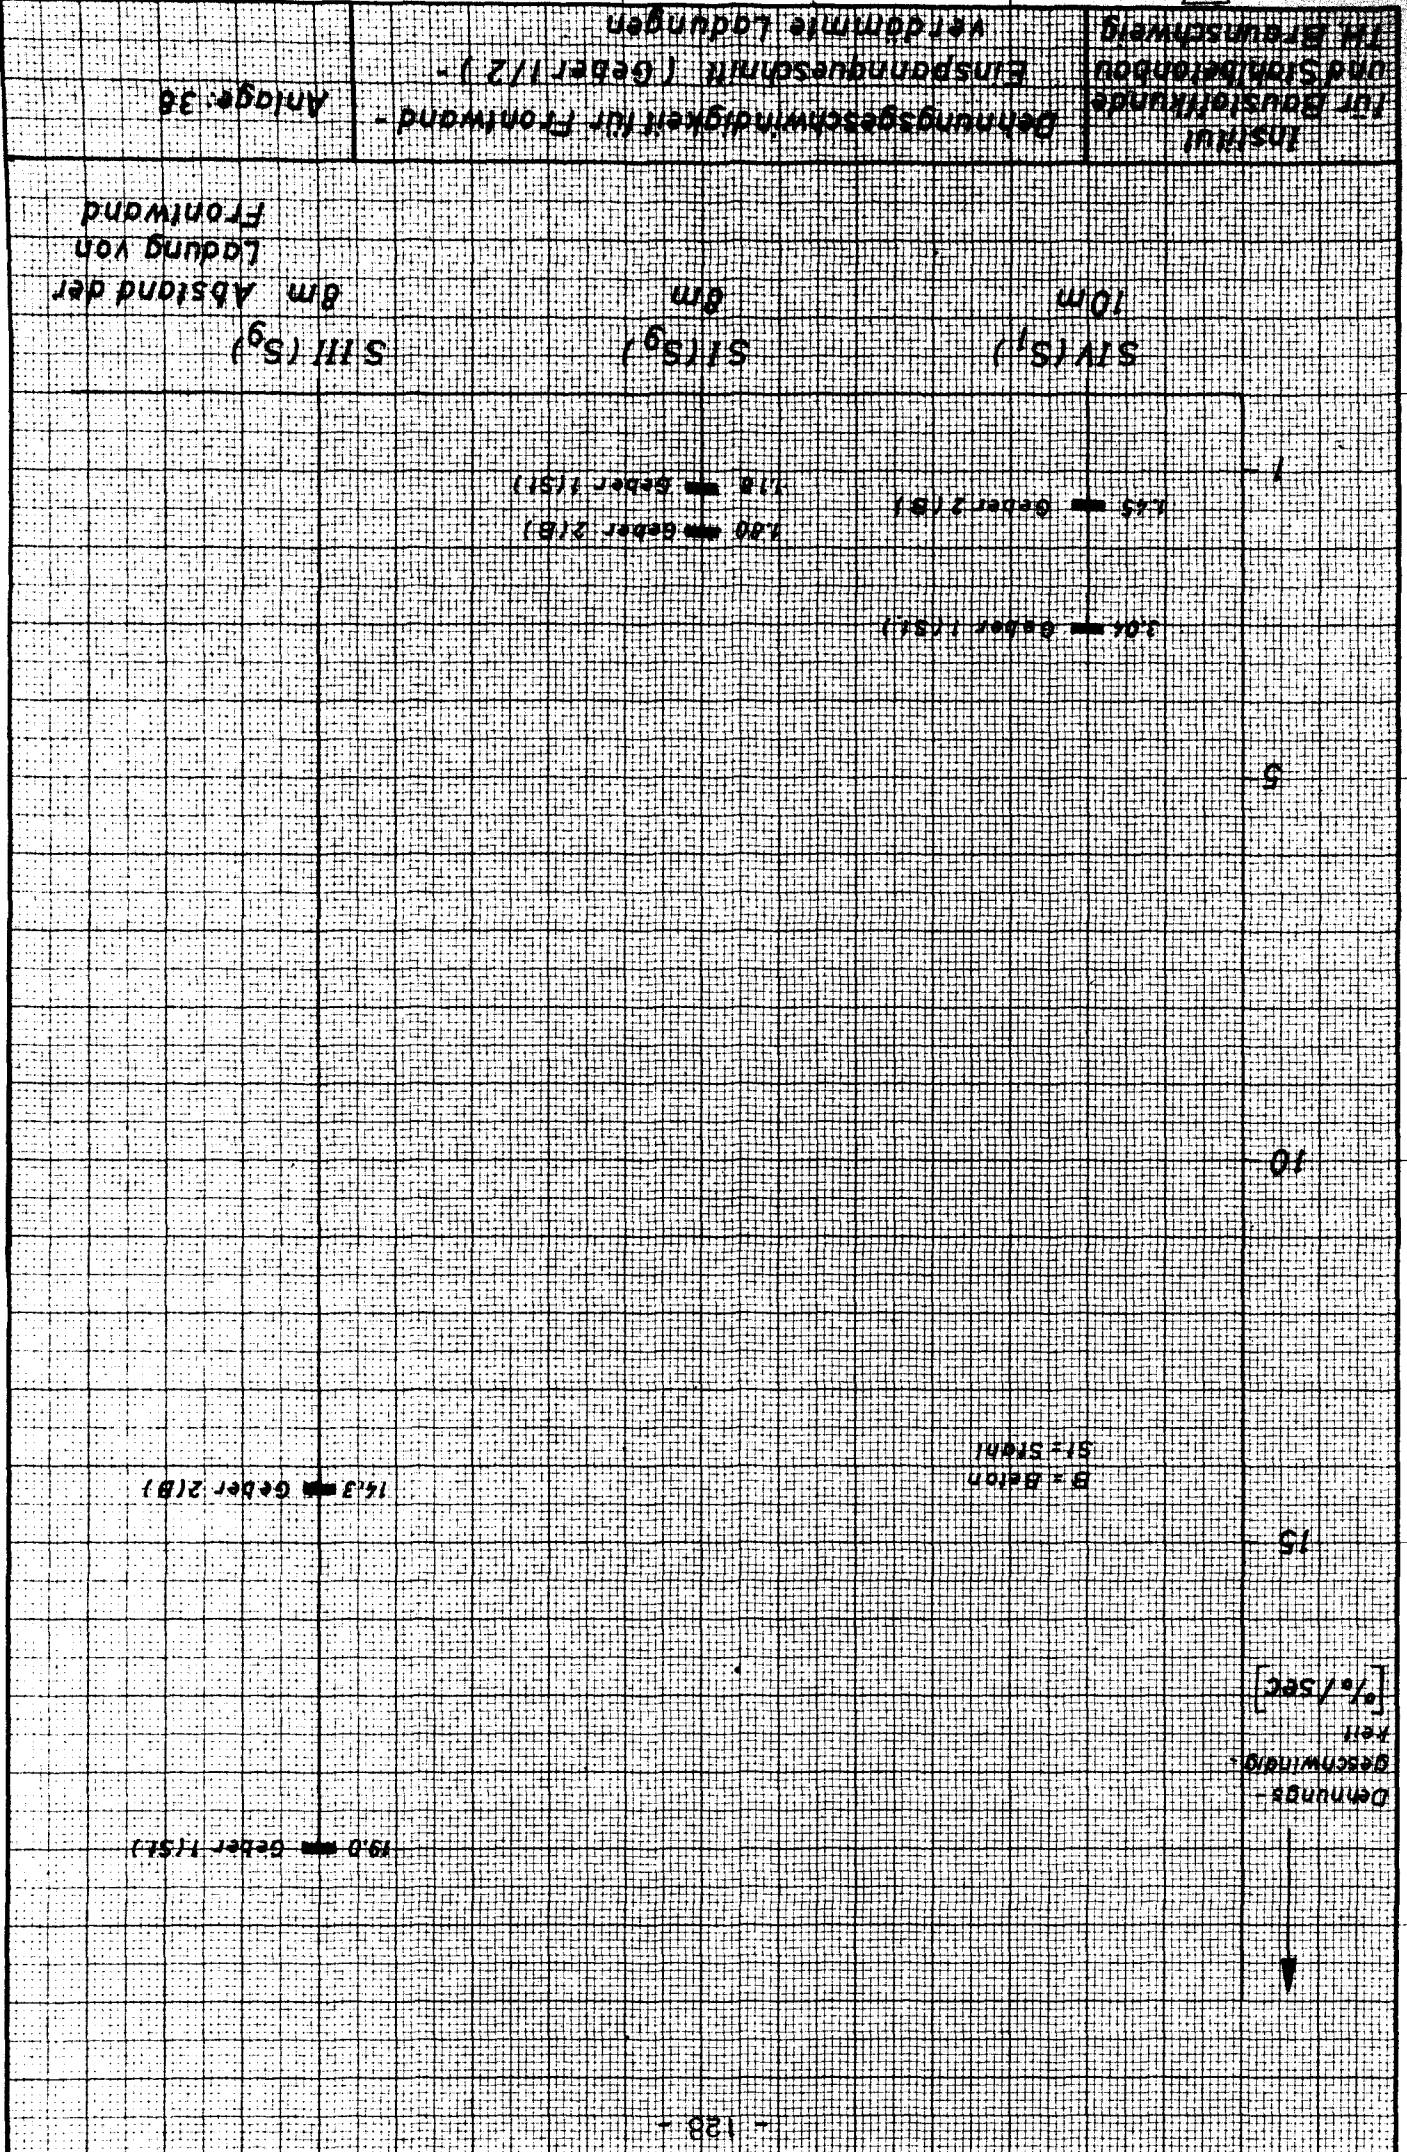 - 128 -
Dehnungs-
geschwindig-
keit
[%/sec]
15
10
5
1
B = Beton
St = Stahl
3,04 Geber 1 (St)
1,45 Geber 2 (B)
1,80 Geber 2 (B)
1,18 Geber 1 (St)
19,0 Geber 1 (St)
14,3 Geber 2 (B)
S IV (S1)
10m
S I (S9)
8m
S III (S9)
8m Abstand der
Ladung von
Frontwand
Institut
für Baustoffkunde
und Stahlbetonbau
TH. Braunschweig
Dehnungsgeschwindigkeit für Frontwand -
Einspannquerschnitt (Geber 1/2) -
verdämmte Ladungen
Anlage: 38